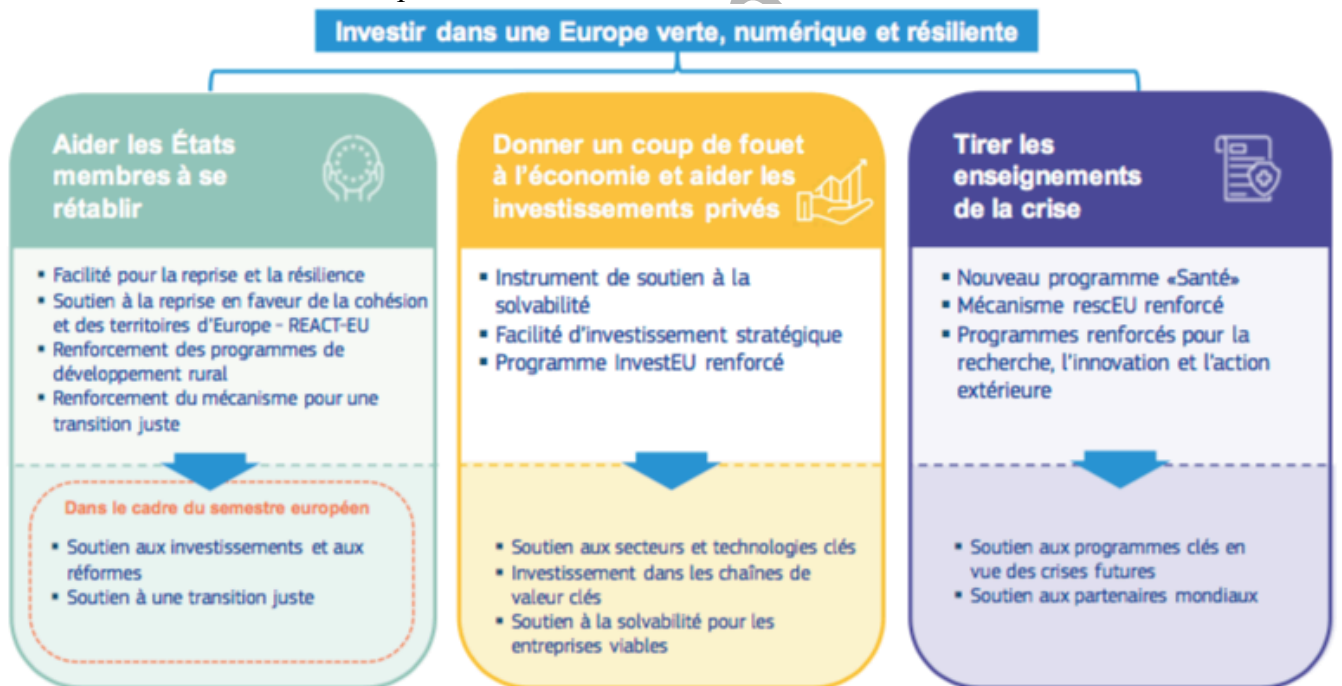 Investir dans une Europe verte, numérique et résiliente
Aider les États
membres à se
rétablir
▪ Facilité pour la reprise et la résilience
▪ Soutien à la reprise en faveur de la cohésion
et des territoires d'Europe - REACT-EU
▪ Renforcement des programmes de
développement rural
▪ Renforcement du mécanisme pour une
transition juste
Dans le cadre du semestre européen
▪ Soutien aux investissements et aux
réformes
▪ Soutien à une transition juste
Donner un coup de fouet
à l'économie et aider les
investissements privés
▪ Instrument de soutien à la
solvabilité
▪ Facilité d'investissement stratégique
▪ Programme InvestEU renforcé
▪ Soutien aux secteurs et technologies clés
▪ Investissement dans les chaînes de
valeur clés
▪ Soutien à la solvabilité pour les
entreprises viables
Tirer les
enseignements
de la crise
▪ Nouveau programme «Santé»
▪ Mécanisme rescEU renforcé
▪ Programmes renforcés pour la
recherche, l'innovation et l'action
extérieure
▪ Soutien aux programmes clés en
vue des crises futures
▪ Soutien aux partenaires mondiaux